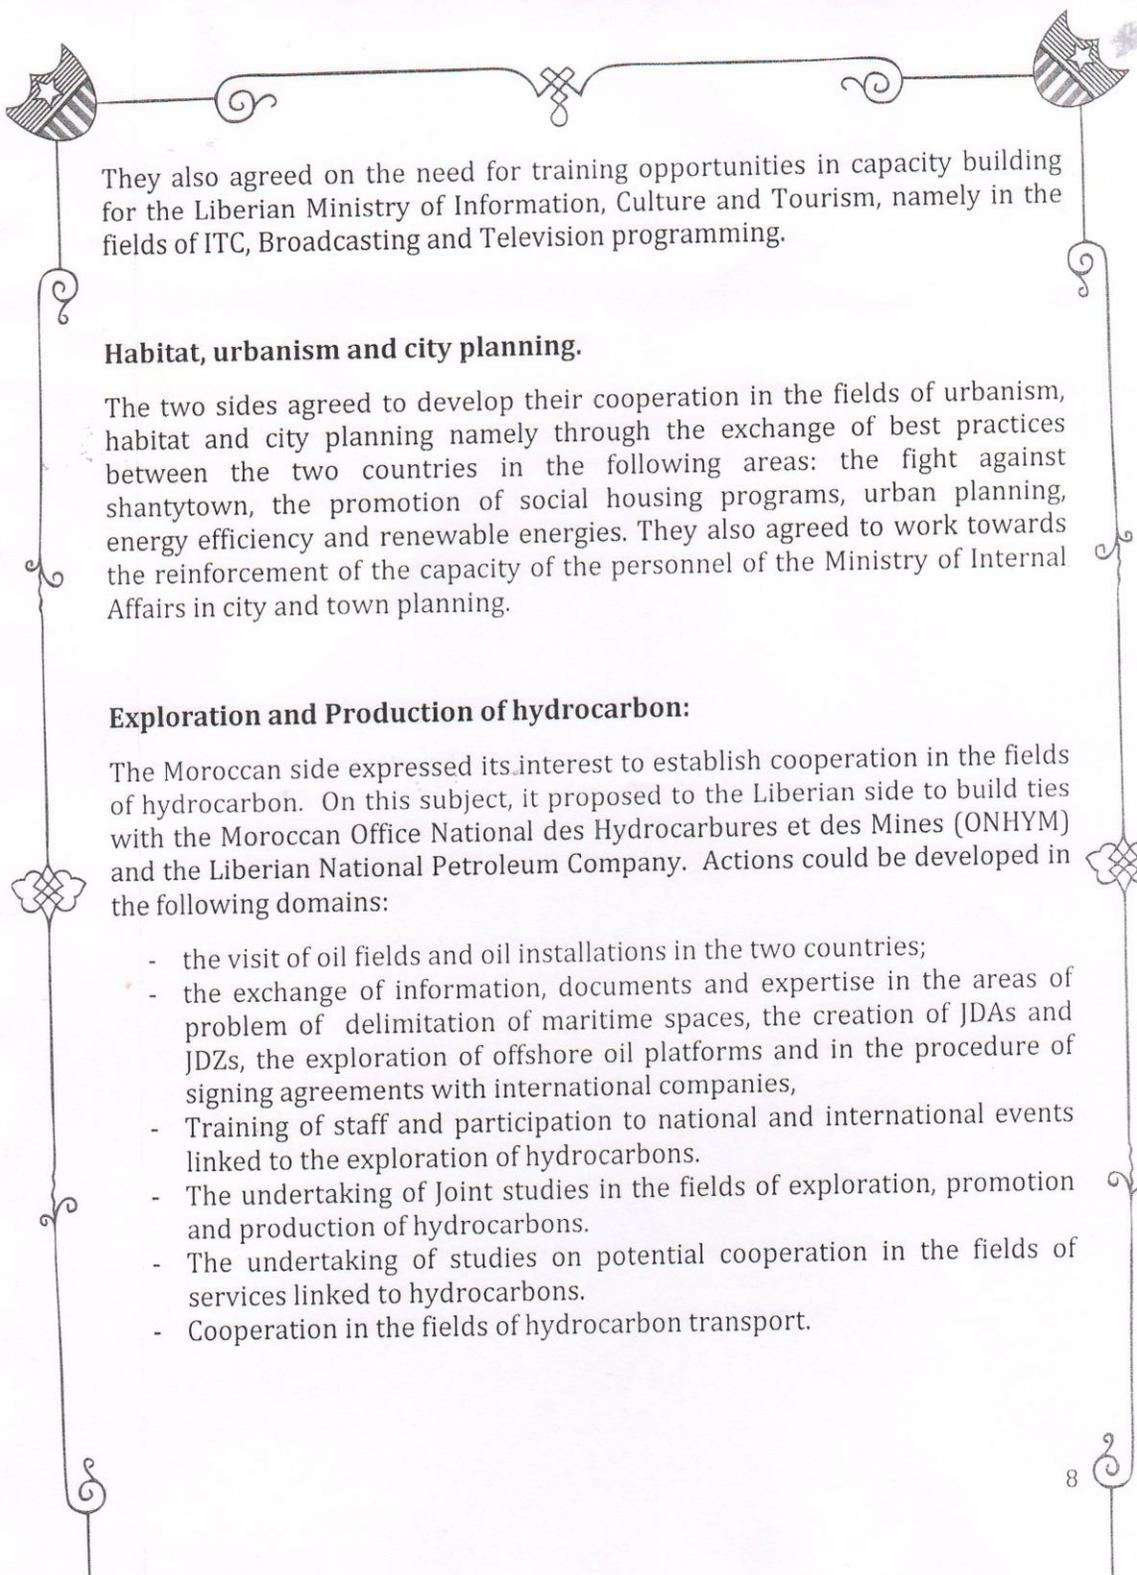 They also agreed on the need for training opportunities in capacity building
for the Liberian Ministry of Information, Culture and Tourism, namely in the
fields of ITC, Broadcasting and Television programming.
Habitat, urbanism and city planning.
The two sides agreed to develop their cooperation in the fields of urbanism,
habitat and city planning namely through the exchange of best practices
between the two countries in the following areas: the fight against
shantytown, the promotion of social housing programs, urban planning,
energy efficiency and renewable energies. They also agreed to work towards
the reinforcement of the capacity of the personnel of the Ministry of Internal
Affairs in city and town planning.
Exploration and Production of hydrocarbon:
The Moroccan side expressed its interest to establish cooperation in the fields
of hydrocarbon. On this subject, it proposed to the Liberian side to build ties
with the Moroccan Office National des Hydrocarbures et des Mines (ONHYM)
and the Liberian National Petroleum Company. Actions could be developed in
the following domains:
- the visit of oil fields and oil installations in the two countries;
- the exchange of information, documents and expertise in the areas of
problem of delimitation of maritime spaces, the creation of JDAs and
JDZs, the exploration of offshore oil platforms and in the procedure of
signing agreements with international companies,
- Training of staff and participation to national and international events
linked to the exploration of hydrocarbons.
- The undertaking of Joint studies in the fields of exploration, promotion
and production of hydrocarbons.
- The undertaking of studies on potential cooperation in the fields of
services linked to hydrocarbons.
- Cooperation in the fields of hydrocarbon transport.
8